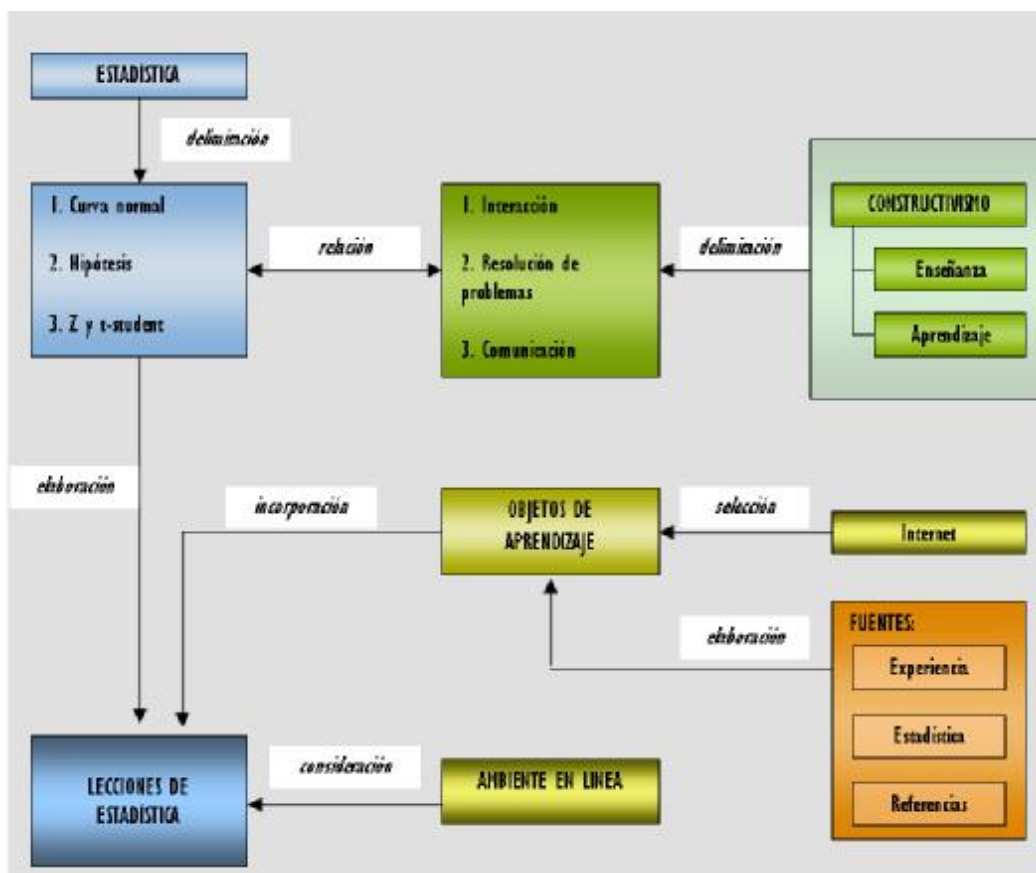 ESTADÍSTICA
delimitación
1. Curva normal
2. Hipótesis
3. Z y t-student
relación
1. Interacción
2. Resolución de
problemas
3. Comunicación
delimitación
CONSTRUCTIVISMO
Enseñanza
Aprendizaje
elaboración
incorporación
OBJETOS DE
APRENDIZAJE
selección
Internet
elaboración
FUENTES:
Experiencia
Estadística
Referencias
LECCIONES DE
ESTADÍSTICA
consideración
AMBIENTE EN LINEA